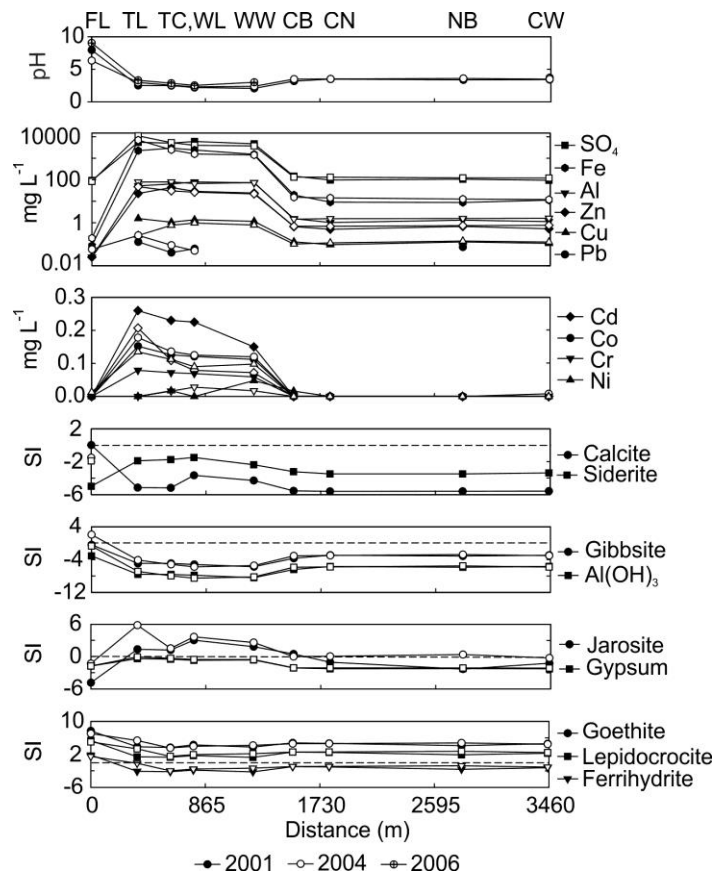 FL TL TC,WL WW CB CN NB CW
10
5
0
pH
10000
100
1
0.01
mg L⁻¹
SO₄
Fe
Al
Zn
Cu
Pb
0.3
0.2
0.1
0.0
mg L⁻¹
Cd
Co
Cr
Ni
2
-2
-6
SI
Calcite
Siderite
4
-4
-12
SI
Gibbsite
Al(OH)₃
6
0
-6
SI
Jarosite
Gypsum
10
2
-6
SI
Goethite
Lepidocrocite
Ferrihydrite
0 865 1730 2595 3460
Distance (m)
2001 2004 2006